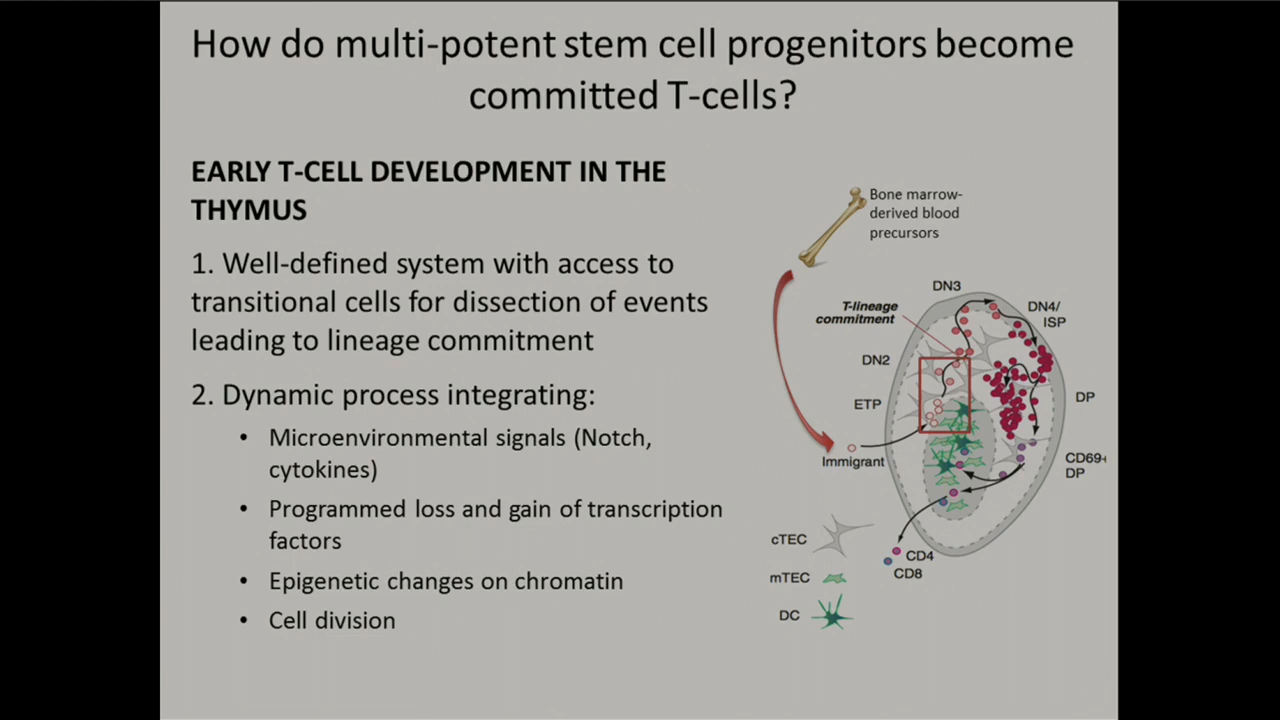 How do multi-potent stem cell progenitors become
committed T-cells?
EARLY T-CELL DEVELOPMENT IN THE
THYMUS
1. Well-defined system with access to
transitional cells for dissection of events
leading to lineage commitment
2. Dynamic process integrating:
• Microenvironmental signals (Notch,
cytokines)
• Programmed loss and gain of transcription
factors
• Epigenetic changes on chromatin
• Cell division
Bone marrow-
derived blood
precursors
DN3
T-lineage
commitment
DN4/
ISP
DN2
ETP
DP
Immigrant
CD69+
DP
cTEC
CD4
CD8
mTEC
DC